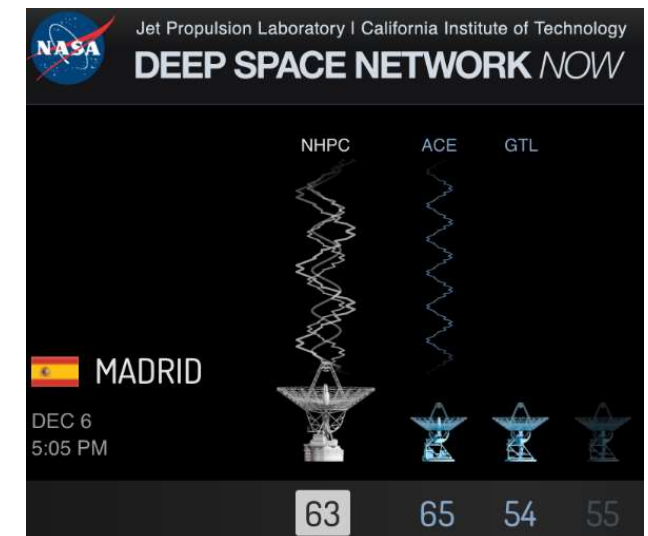 NASA
Jet Propulsion Laboratory | California Institute of Technology
DEEP SPACE NETWORK NOW
NHPC ACE GTL
MADRID
DEC 6
5:05 PM
63 65 54 55